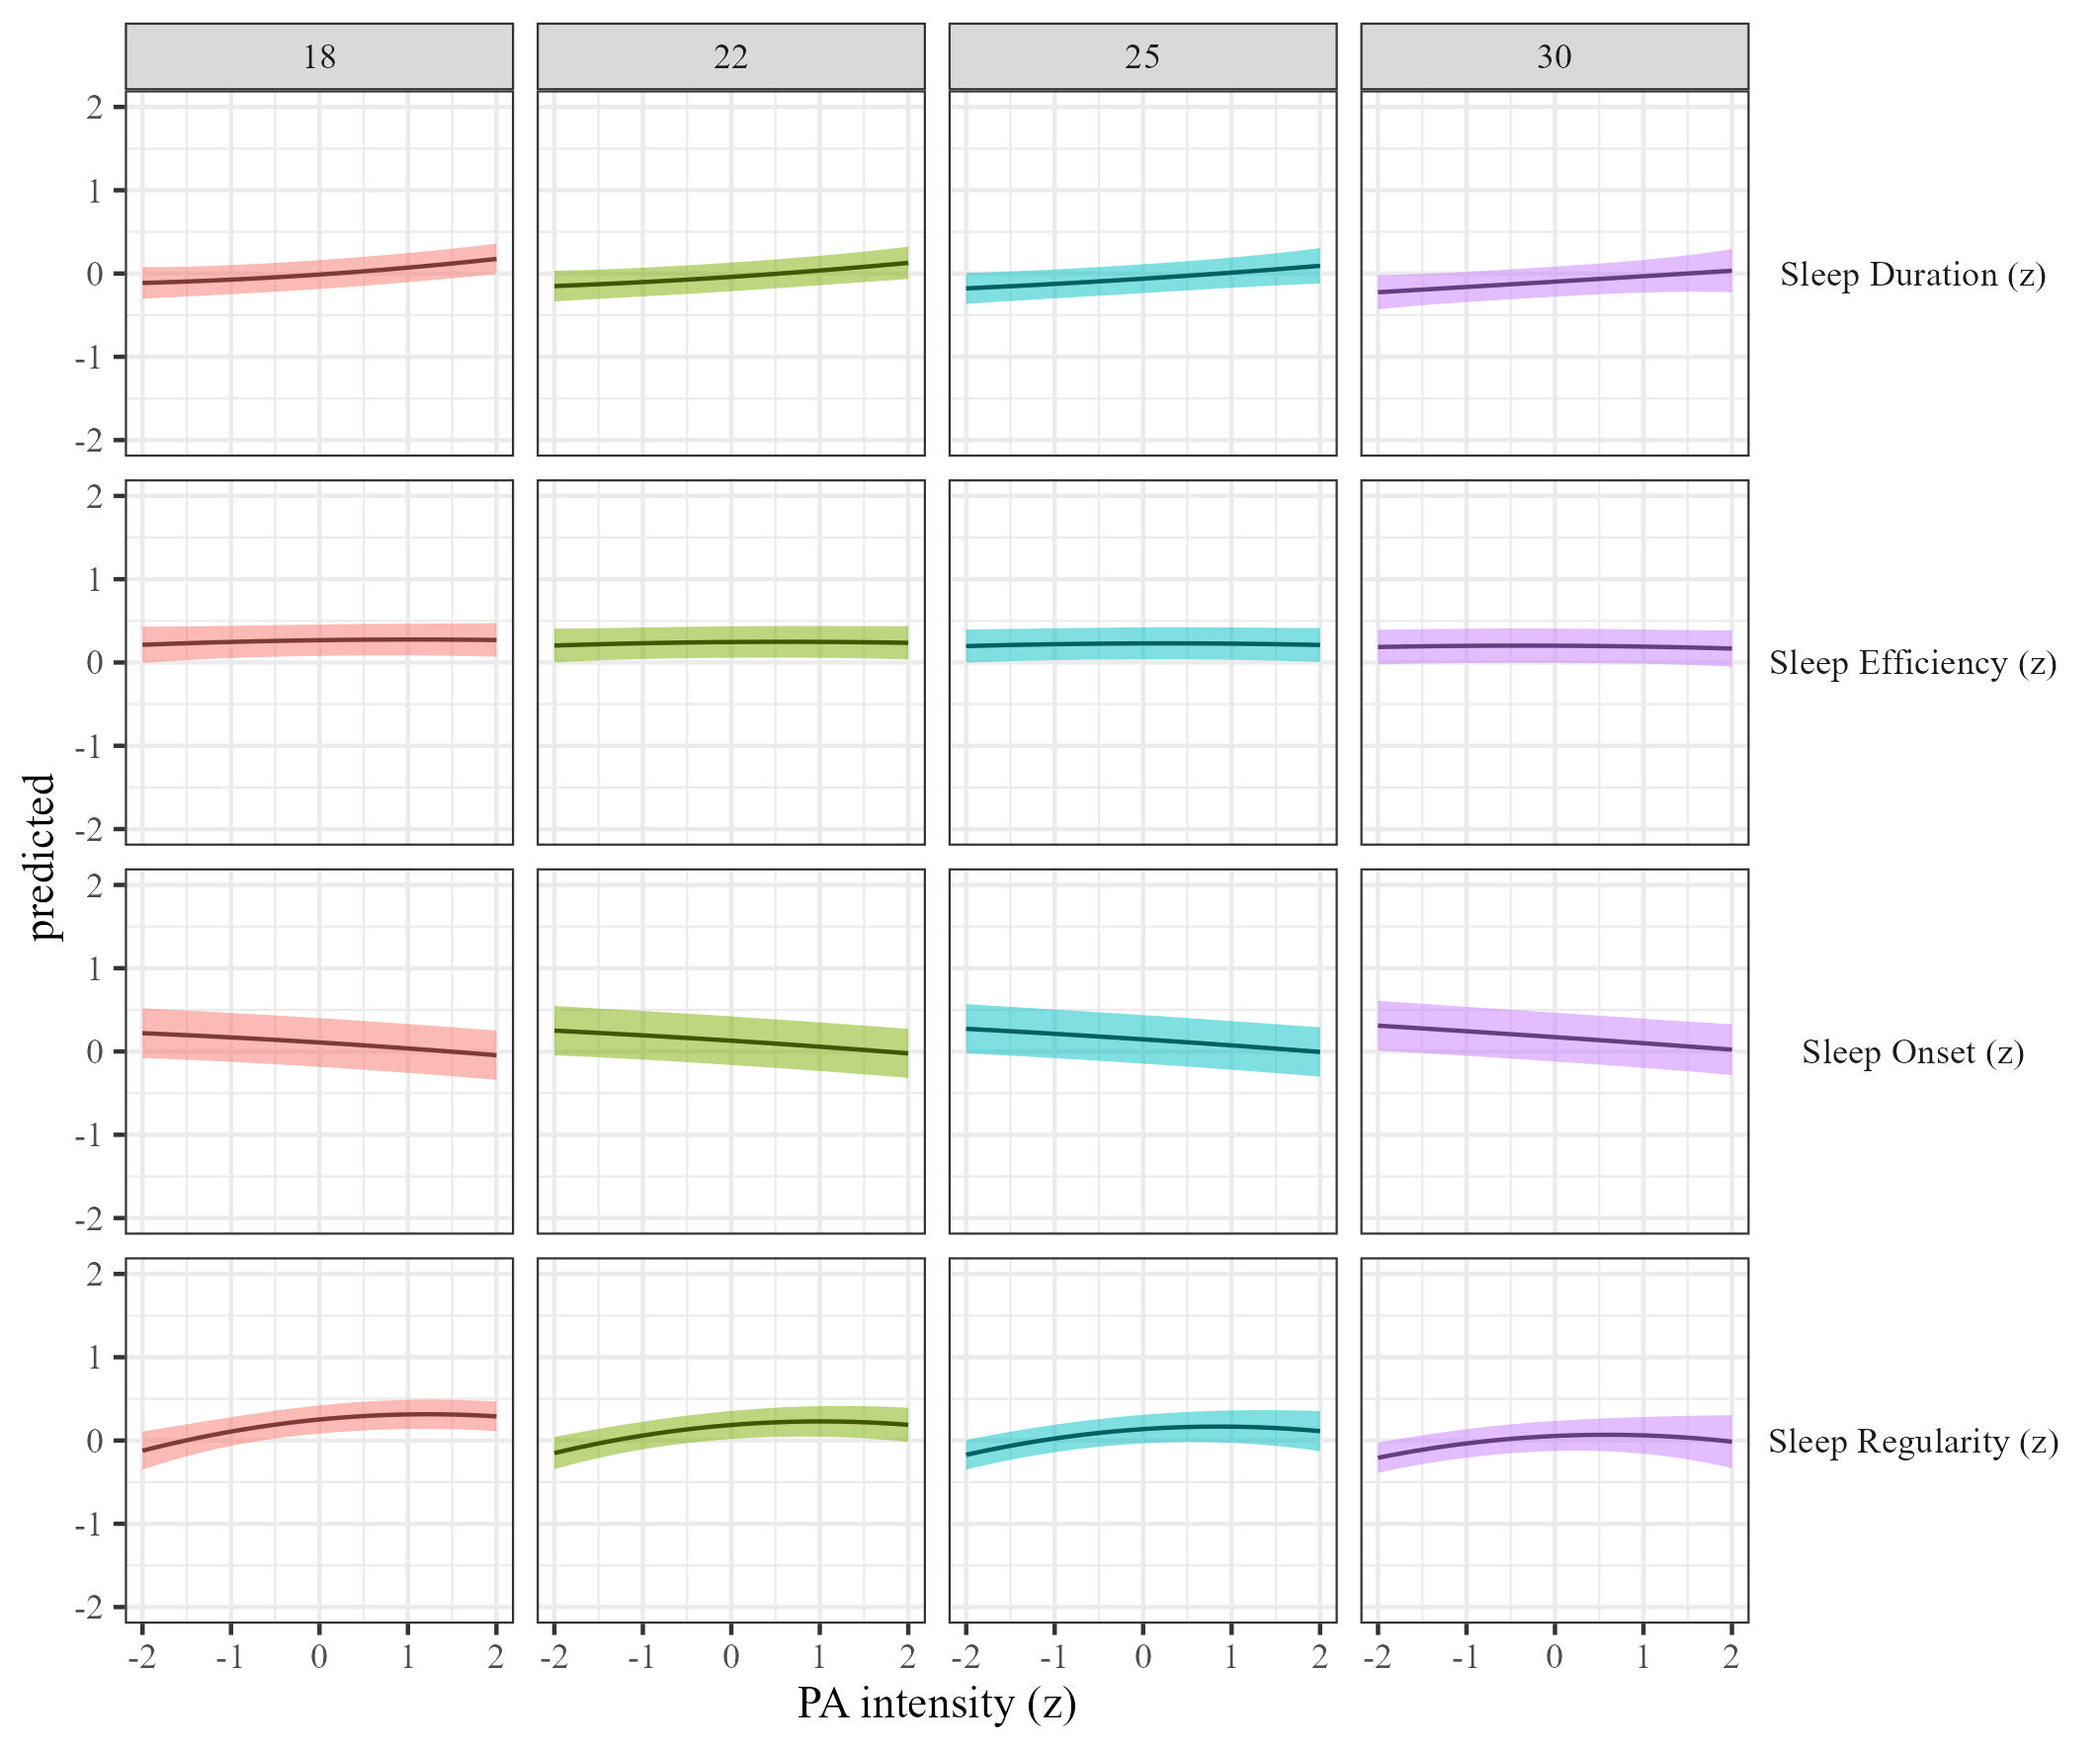 18 22 25 30
2
1
0
-1
-2
Sleep Duration (z)
2
1
0
-1
-2
Sleep Efficiency (z)
predicted
2
1
0
-1
-2
Sleep Onset (z)
2
1
0
-1
-2
Sleep Regularity (z)
-2 -1 0 1 2 -2 -1 0 1 2 -2 -1 0 1 2 -2 -1 0 1 2
PA intensity (z)